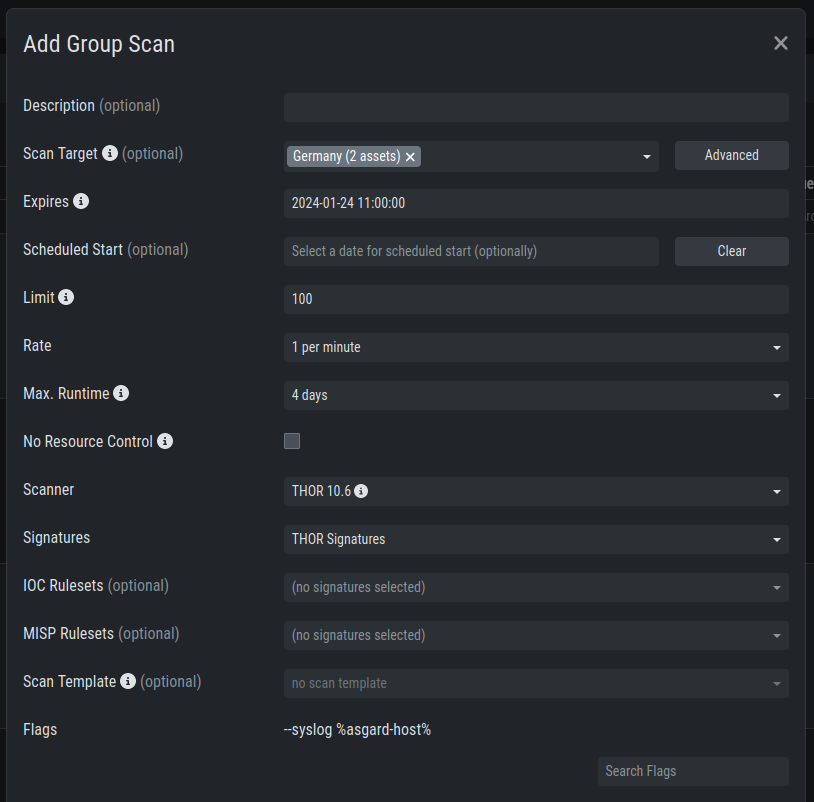 Add Group Scan
Description (optional)
Scan Target (optional) Germany (2 assets) Advanced
Expires 2024-01-24 11:00:00
Scheduled Start (optional) Select a date for scheduled start (optionally) Clear
Limit 100
Rate 1 per minute
Max. Runtime 4 days
No Resource Control
Scanner THOR 10.6
Signatures THOR Signatures
IOC Rulesets (optional) (no signatures selected)
MISP Rulesets (optional) (no signatures selected)
Scan Template (optional) no scan template
Flags --syslog %asgard-host%
Search Flags